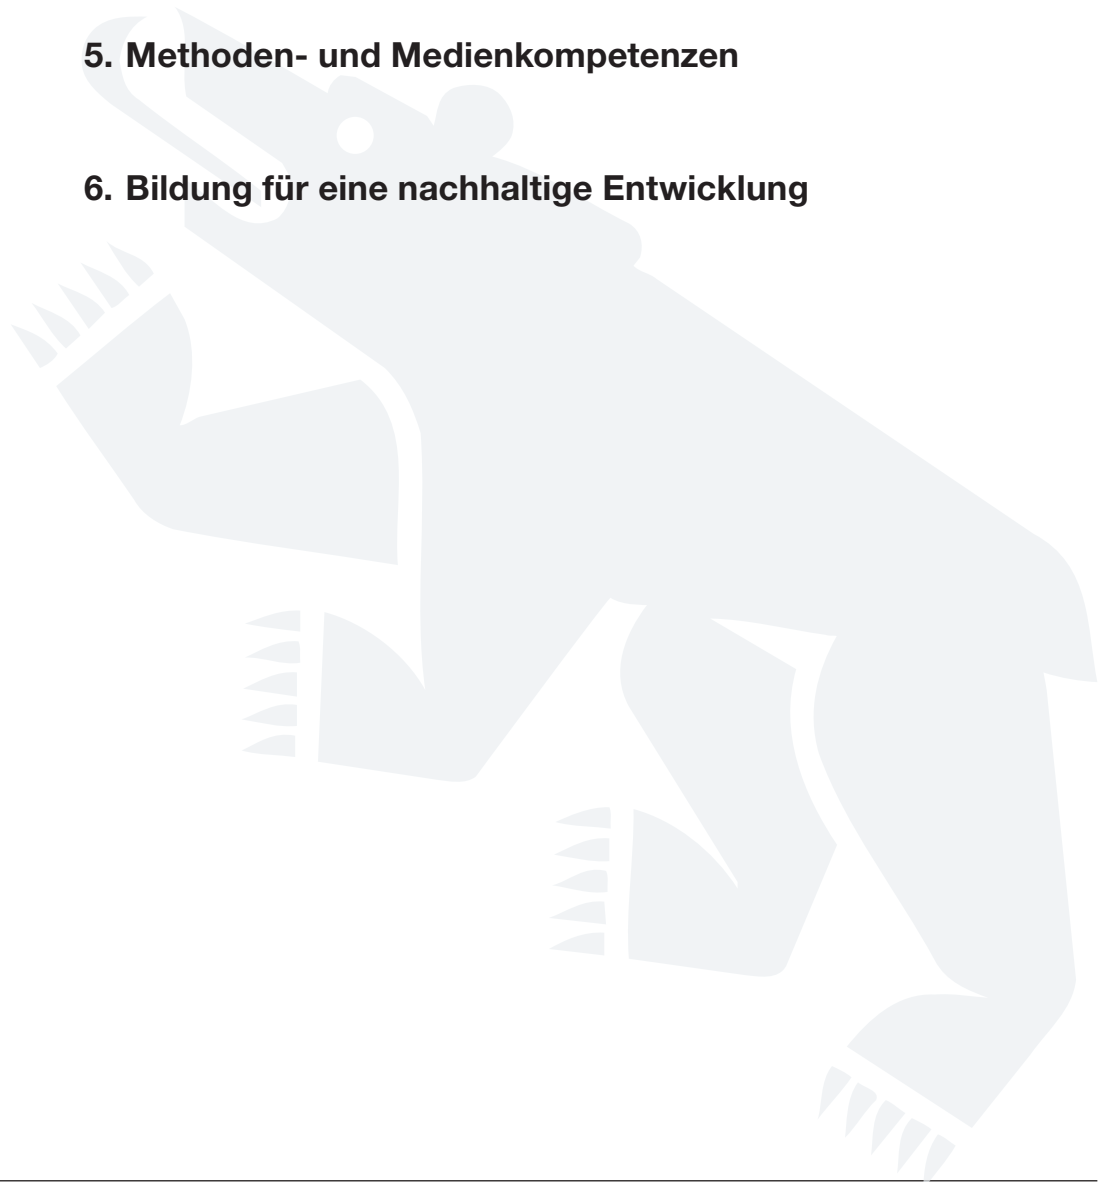 5. Methoden- und Medienkompetenzen
6. Bildung für eine nachhaltige Entwicklung